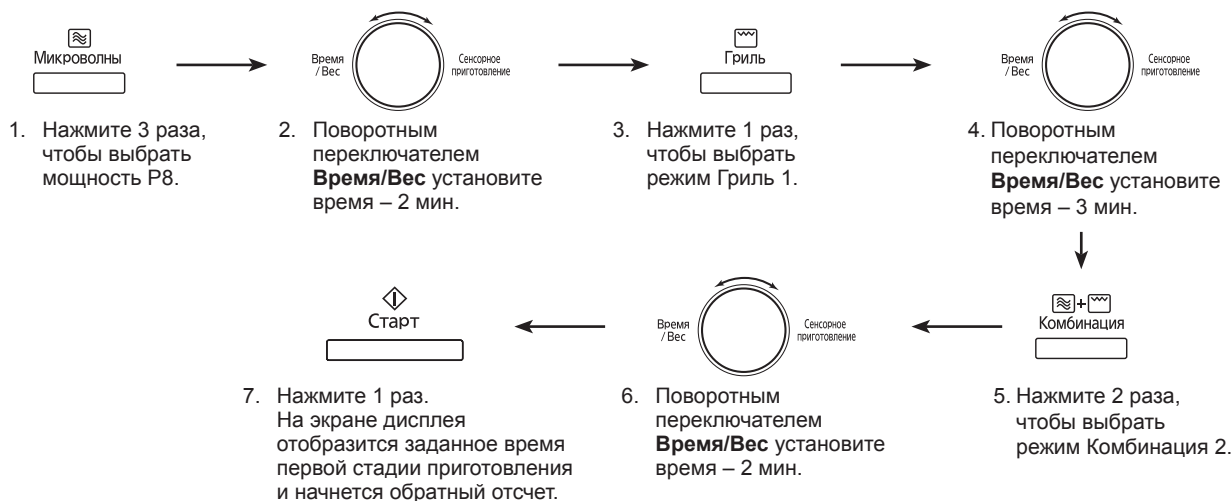 Микроволны
Время
/Вес
Сенсорное
приготовление
Гриль
Время
/Вес
Сенсорное
приготовление
1. Нажмите 3 раза,
чтобы выбрать
мощность P8.
2. Поворотным
переключателем
Время/Вес установите
время – 2 мин.
3. Нажмите 1 раз,
чтобы выбрать
режим Гриль 1.
4. Поворотным
переключателем
Время/Вес установите
время – 3 мин.
Комбинация
5. Нажмите 2 раза,
чтобы выбрать
режим Комбинация 2.
Время
/Вес
Сенсорное
приготовление
6. Поворотным
переключателем
Время/Вес установите
время – 2 мин.
Старт
7. Нажмите 1 раз.
На экране дисплея
отобразится заданное время
первой стадии приготовления
и начнется обратный отсчет.